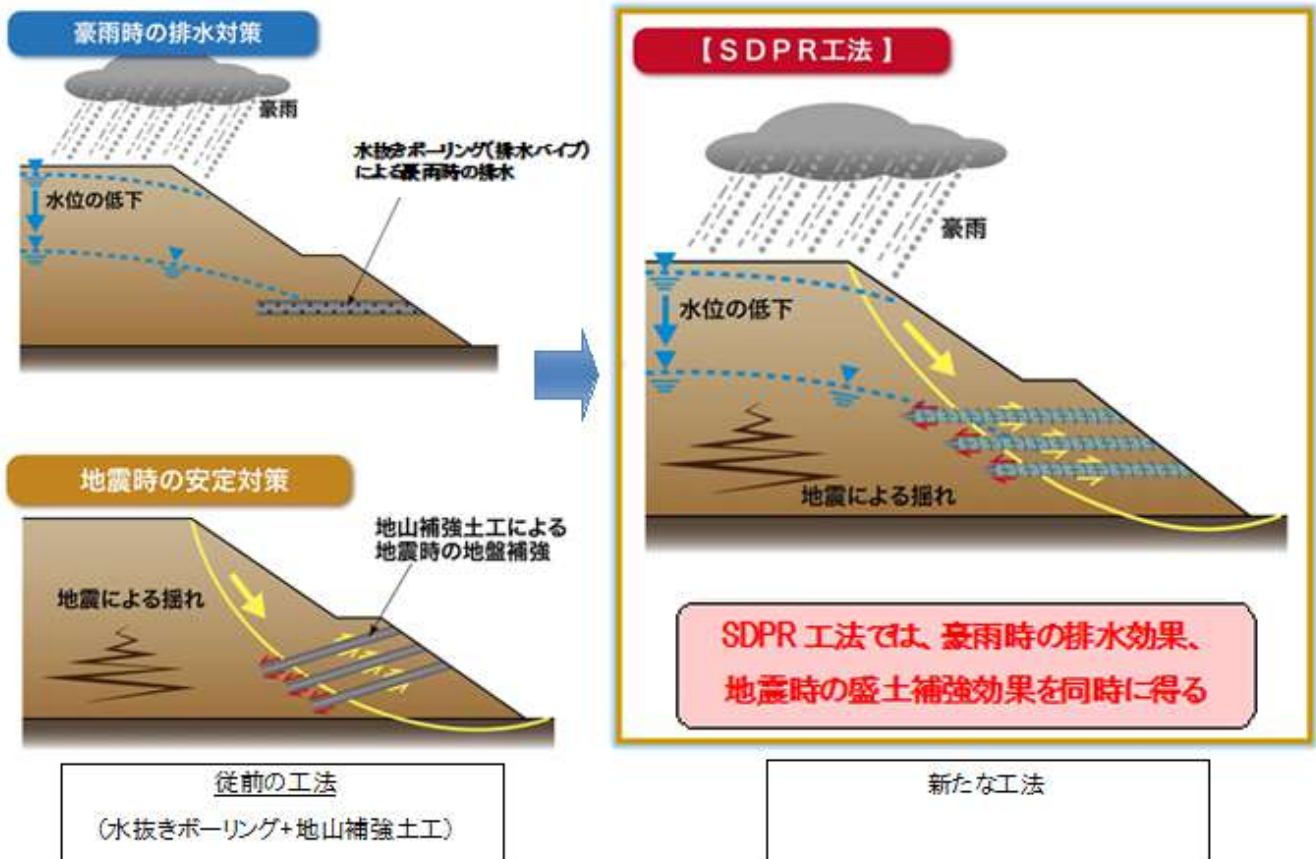 豪雨時の排水対策
豪雨
水抜きボーリング(排水パイプ)
による豪雨時の排水
水位の低下
地震時の安定対策
地山補強土工による
地震時の地盤補強
地震による揺れ
従前の工法
(水抜きボーリング+地山補強土工)
【SDPR工法】
豪雨
水位の低下
地震による揺れ
SDPR 工法では、豪雨時の排水効果、
地震時の盛土補強効果を同時に得る
新たな工法